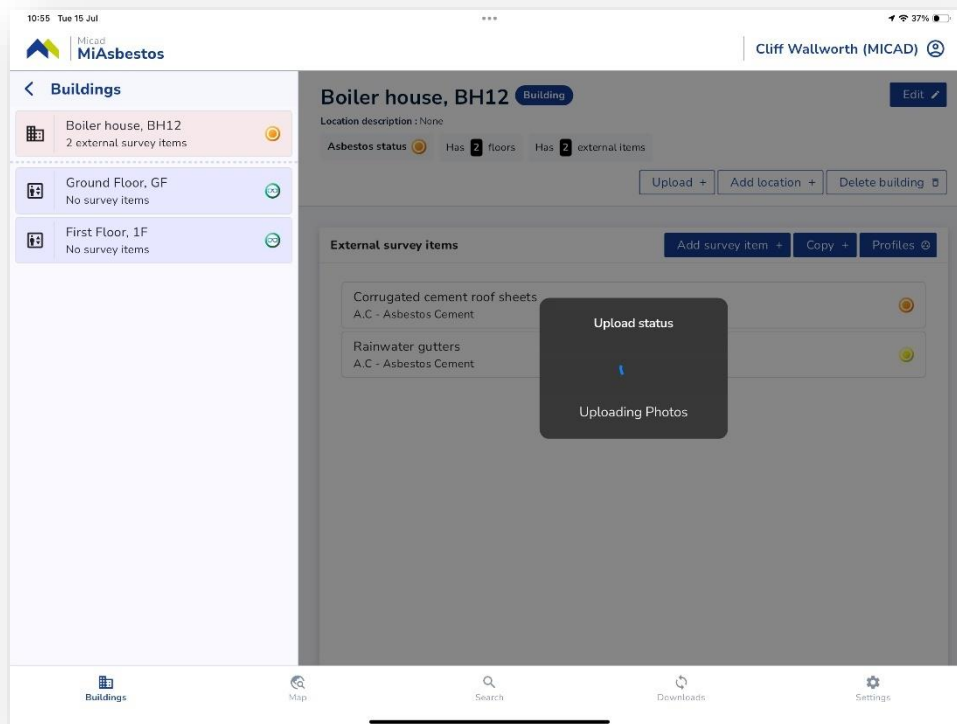 10:55 Tue 15 Jul
37%
Micad
MiAsbestos
Cliff Wallworth (MICAD)
Buildings
Boiler house, BH12
2 external survey items
Ground Floor, GF
No survey items
First Floor, 1F
No survey items
Boiler house, BH12 Building
Edit
Location description : None
Asbestos status Has 2 floors Has 2 external items
Upload + Add location + Delete building
External survey items
Add survey item + Copy + Profiles
Corrugated cement roof sheets
A.C - Asbestos Cement
Rainwater gutters
A.C - Asbestos Cement
Upload status
Uploading Photos
Buildings Map Search Downloads Settings